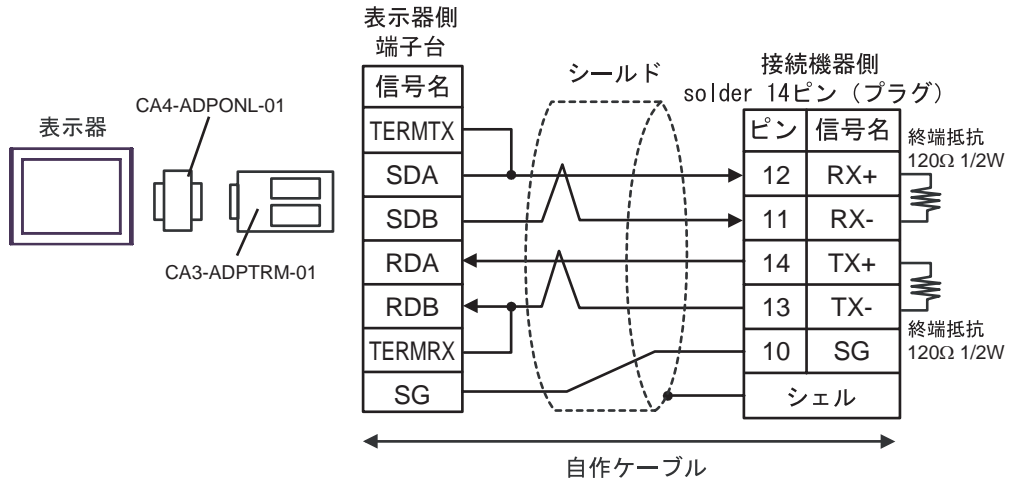 表示器
CA4-ADPONL-01
CA3-ADPTRM-01
表示器側
端子台
信号名
TERMTX
SDA
SDB
RDA
RDB
TERMRX
SG
シールド
接続機器側
solder 14ピン（プラグ）
ピン 信号名
12 RX+
11 RX-
14 TX+
13 TX-
10 SG
シェル
終端抵抗
120Ω 1/2W
終端抵抗
120Ω 1/2W
自作ケーブル